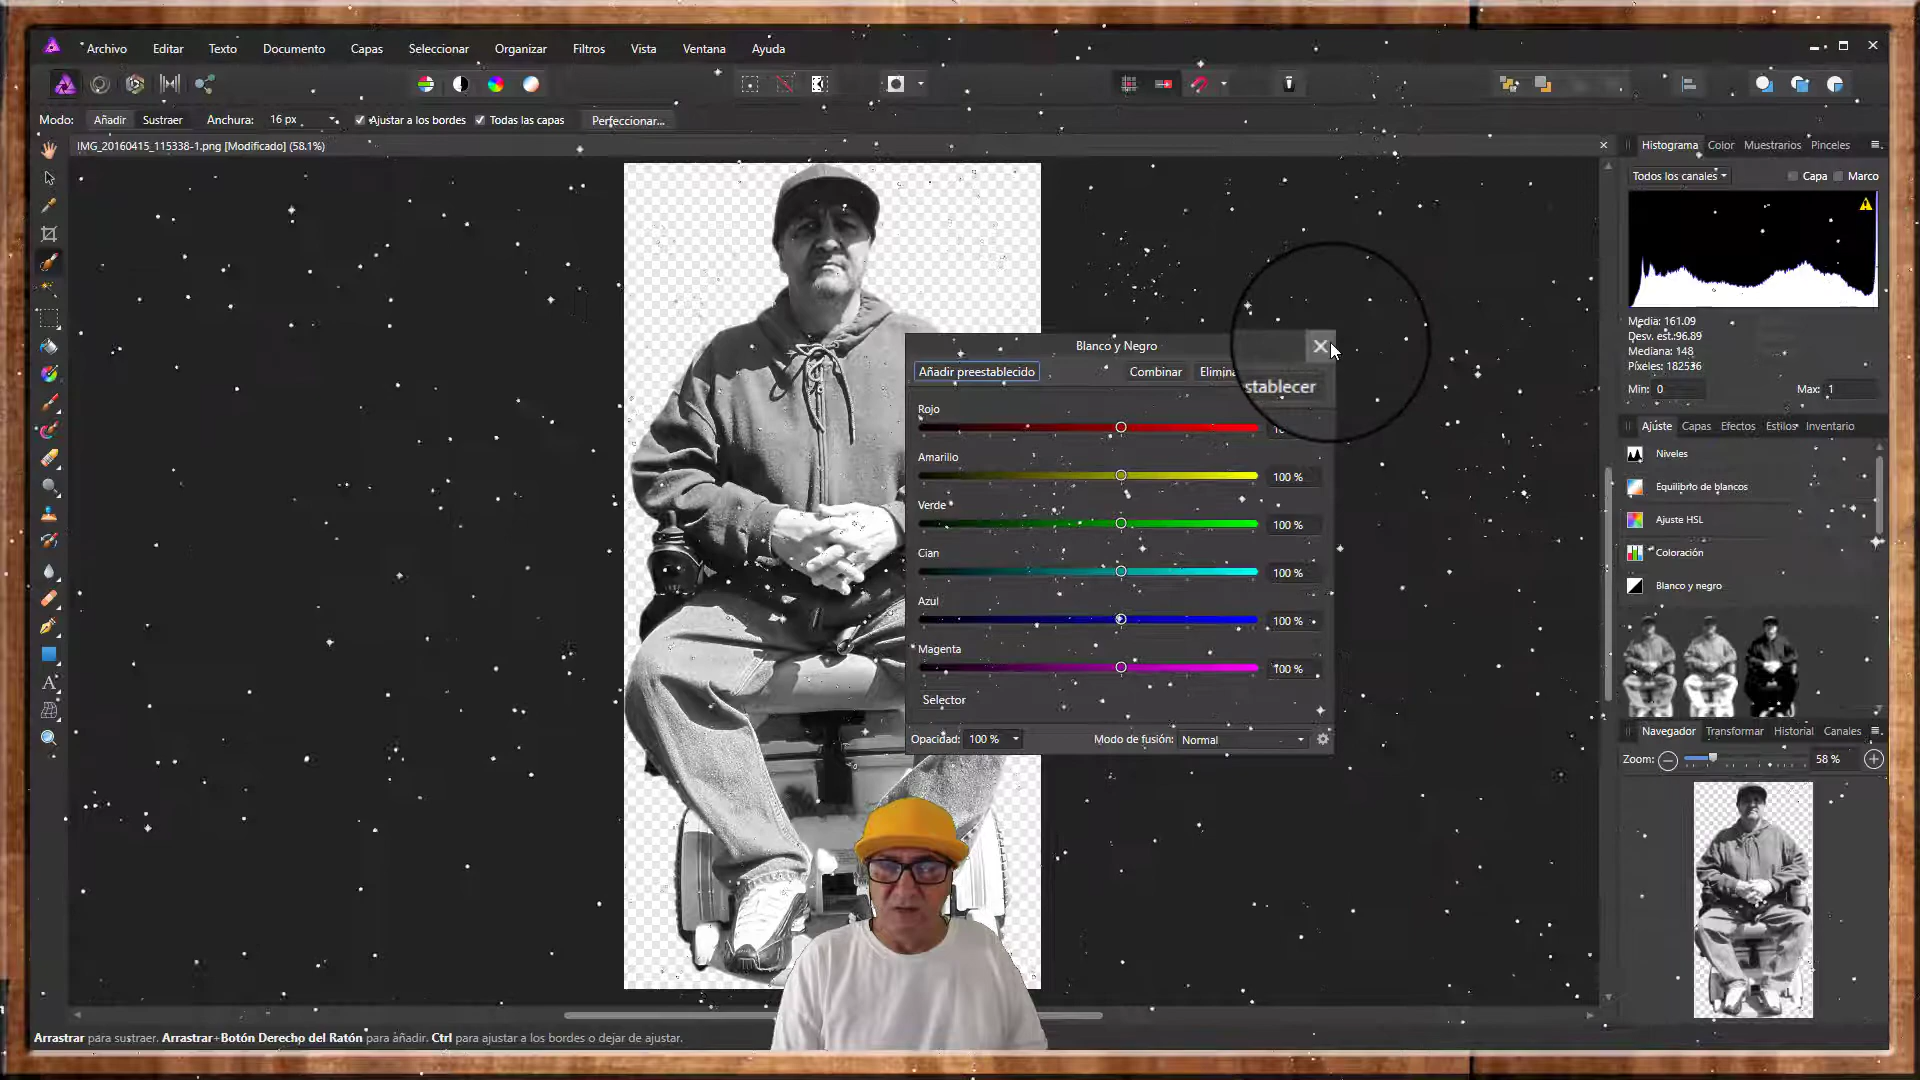 Archivo Editar Texto Documento Capas Seleccionar Organizar Filtros Vista Ventana Ayuda
Modo: Añadir Sustraer Anchura: 16 px Ajustar a los bordes Todas las capas Perfeccionar...
IMG_20160415_115338-1.png [Modificado] (58.1%)
Histograma Color Muestrarios Pinceles
Todos los canales Capa Marco
Media: 161.09
Desv. est.:96.89
Mediana: 148
Píxeles: 182536
Min: 0 Max: 1
Ajuste Capas Efectos Estilos Inventario
Niveles
Equilibrio de blancos
Ajuste HSL
Coloración
Blanco y negro
Blanco y Negro
Añadir preestablecido Combinar Elimina
stablecer
Rojo
Amarillo
100 %
Verde
100 %
Cian
100 %
Azul
100 %
Magenta
100 %
Selector
Opacidad: 100 % Modo de fusión: Normal
Navegador Transformar Historial Canales
Zoom: 58 %
Arrastrar para sustraer. Arrastrar+Botón Derecho del Ratón para añadir. Ctrl para ajustar a los bordes o dejar de ajustar.